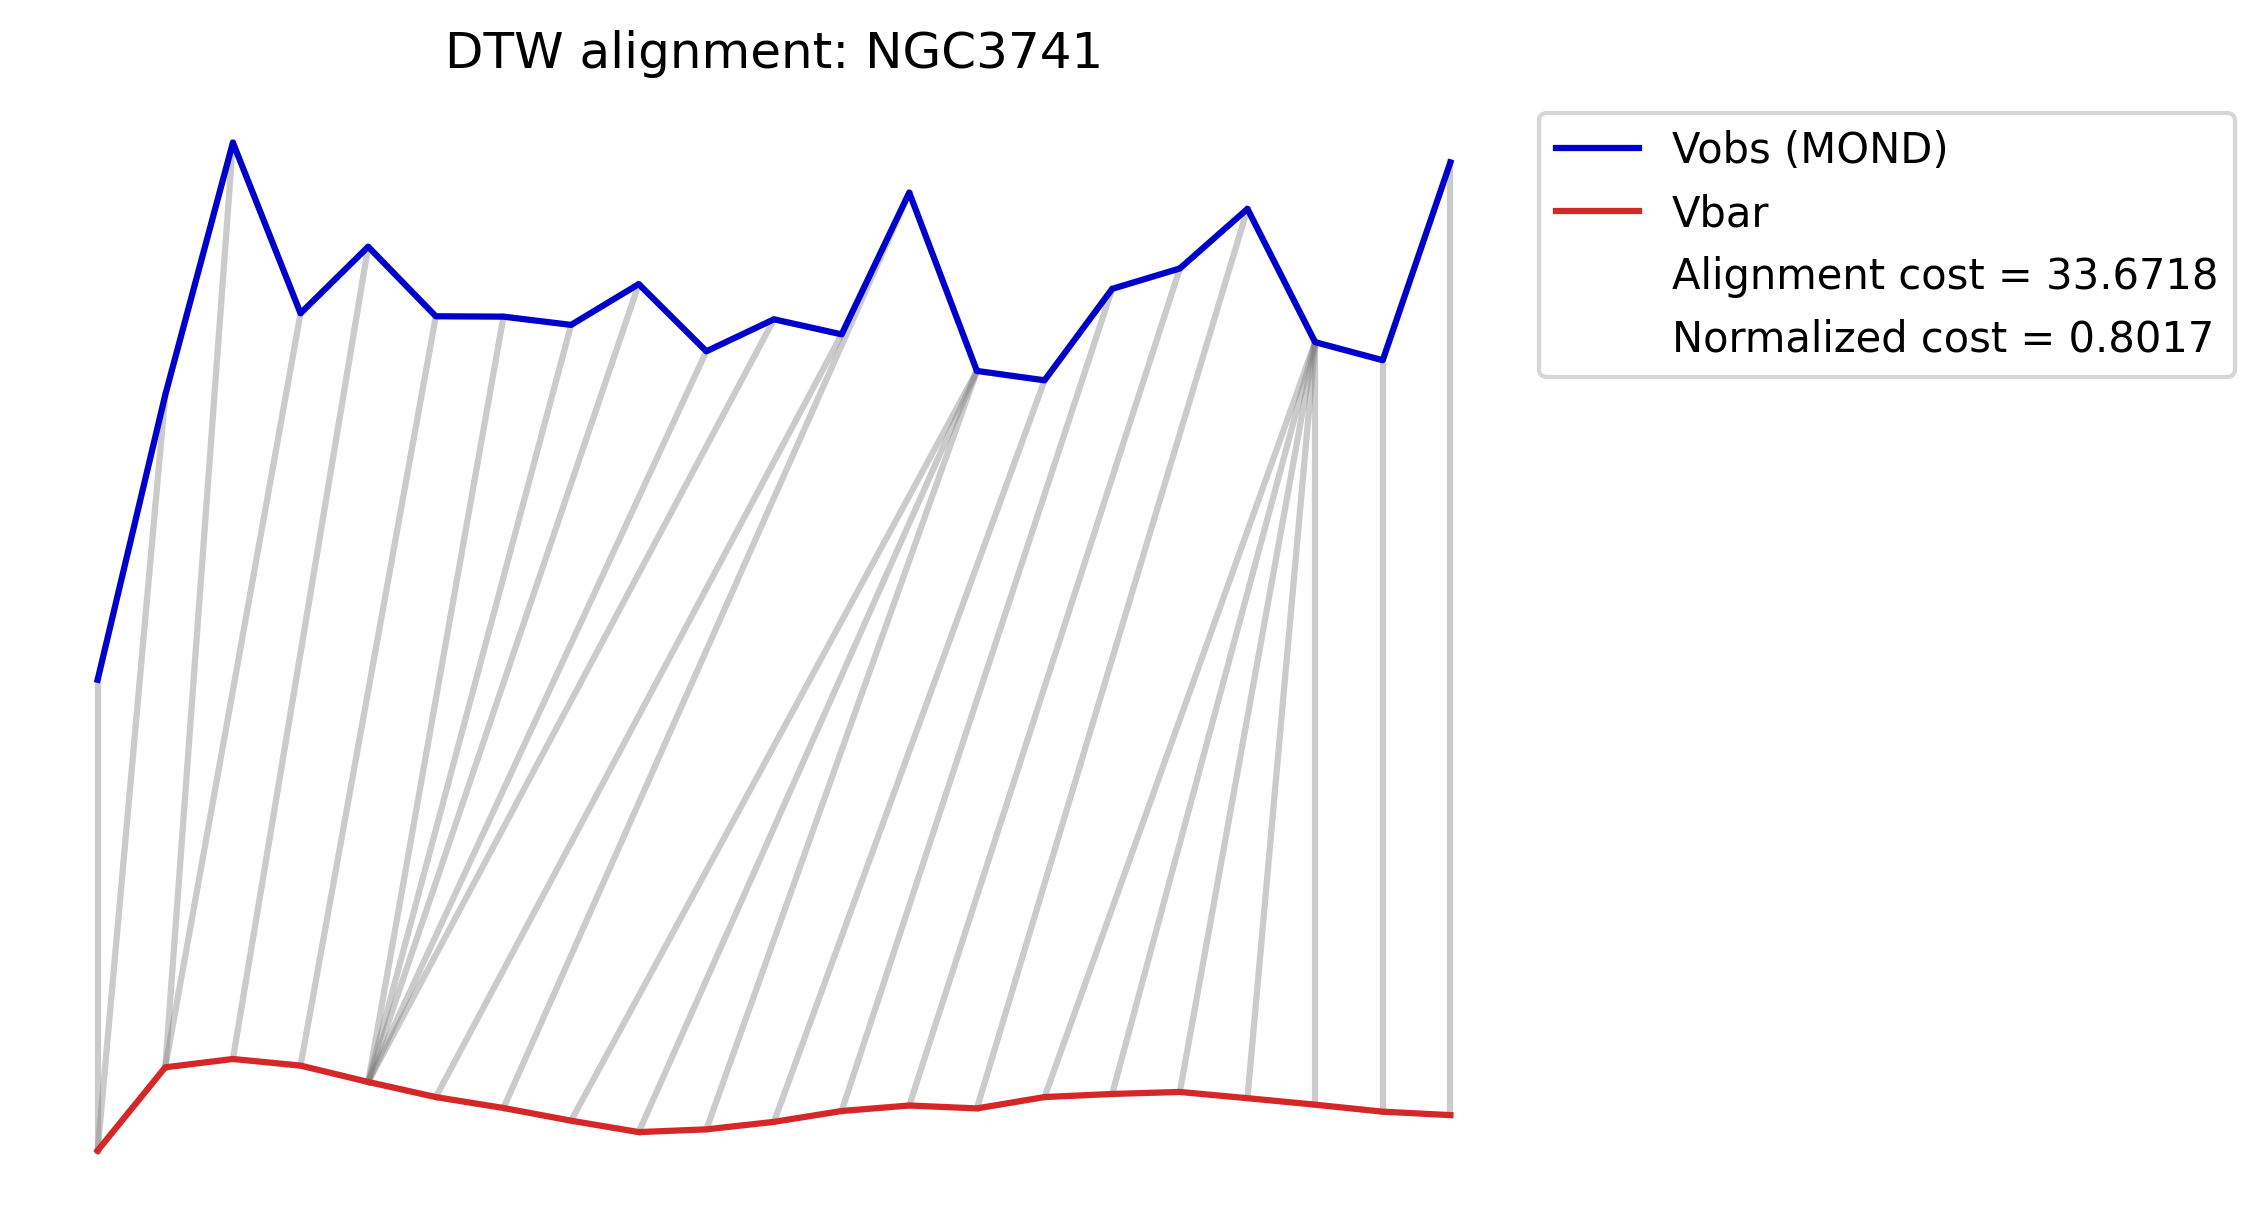 DTW alignment: NGC3741
Vobs (MOND)
Vbar
Alignment cost = 33.6718
Normalized cost = 0.8017